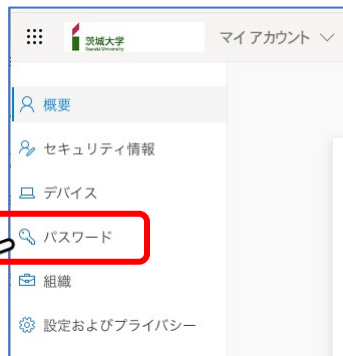 茨城大学
マイ アカウント
概要
セキュリティ情報
デバイス
パスワード
組織
設定およびプライバシー